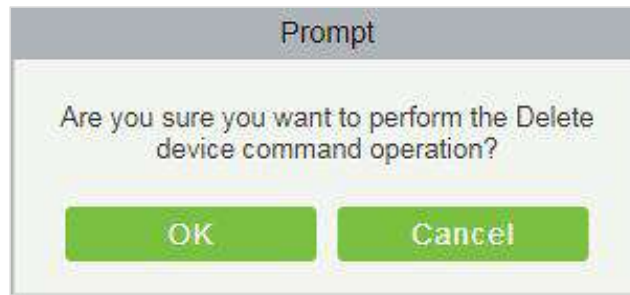 Prompt
Are you sure you want to perform the Delete
device command operation?
OK
Cancel